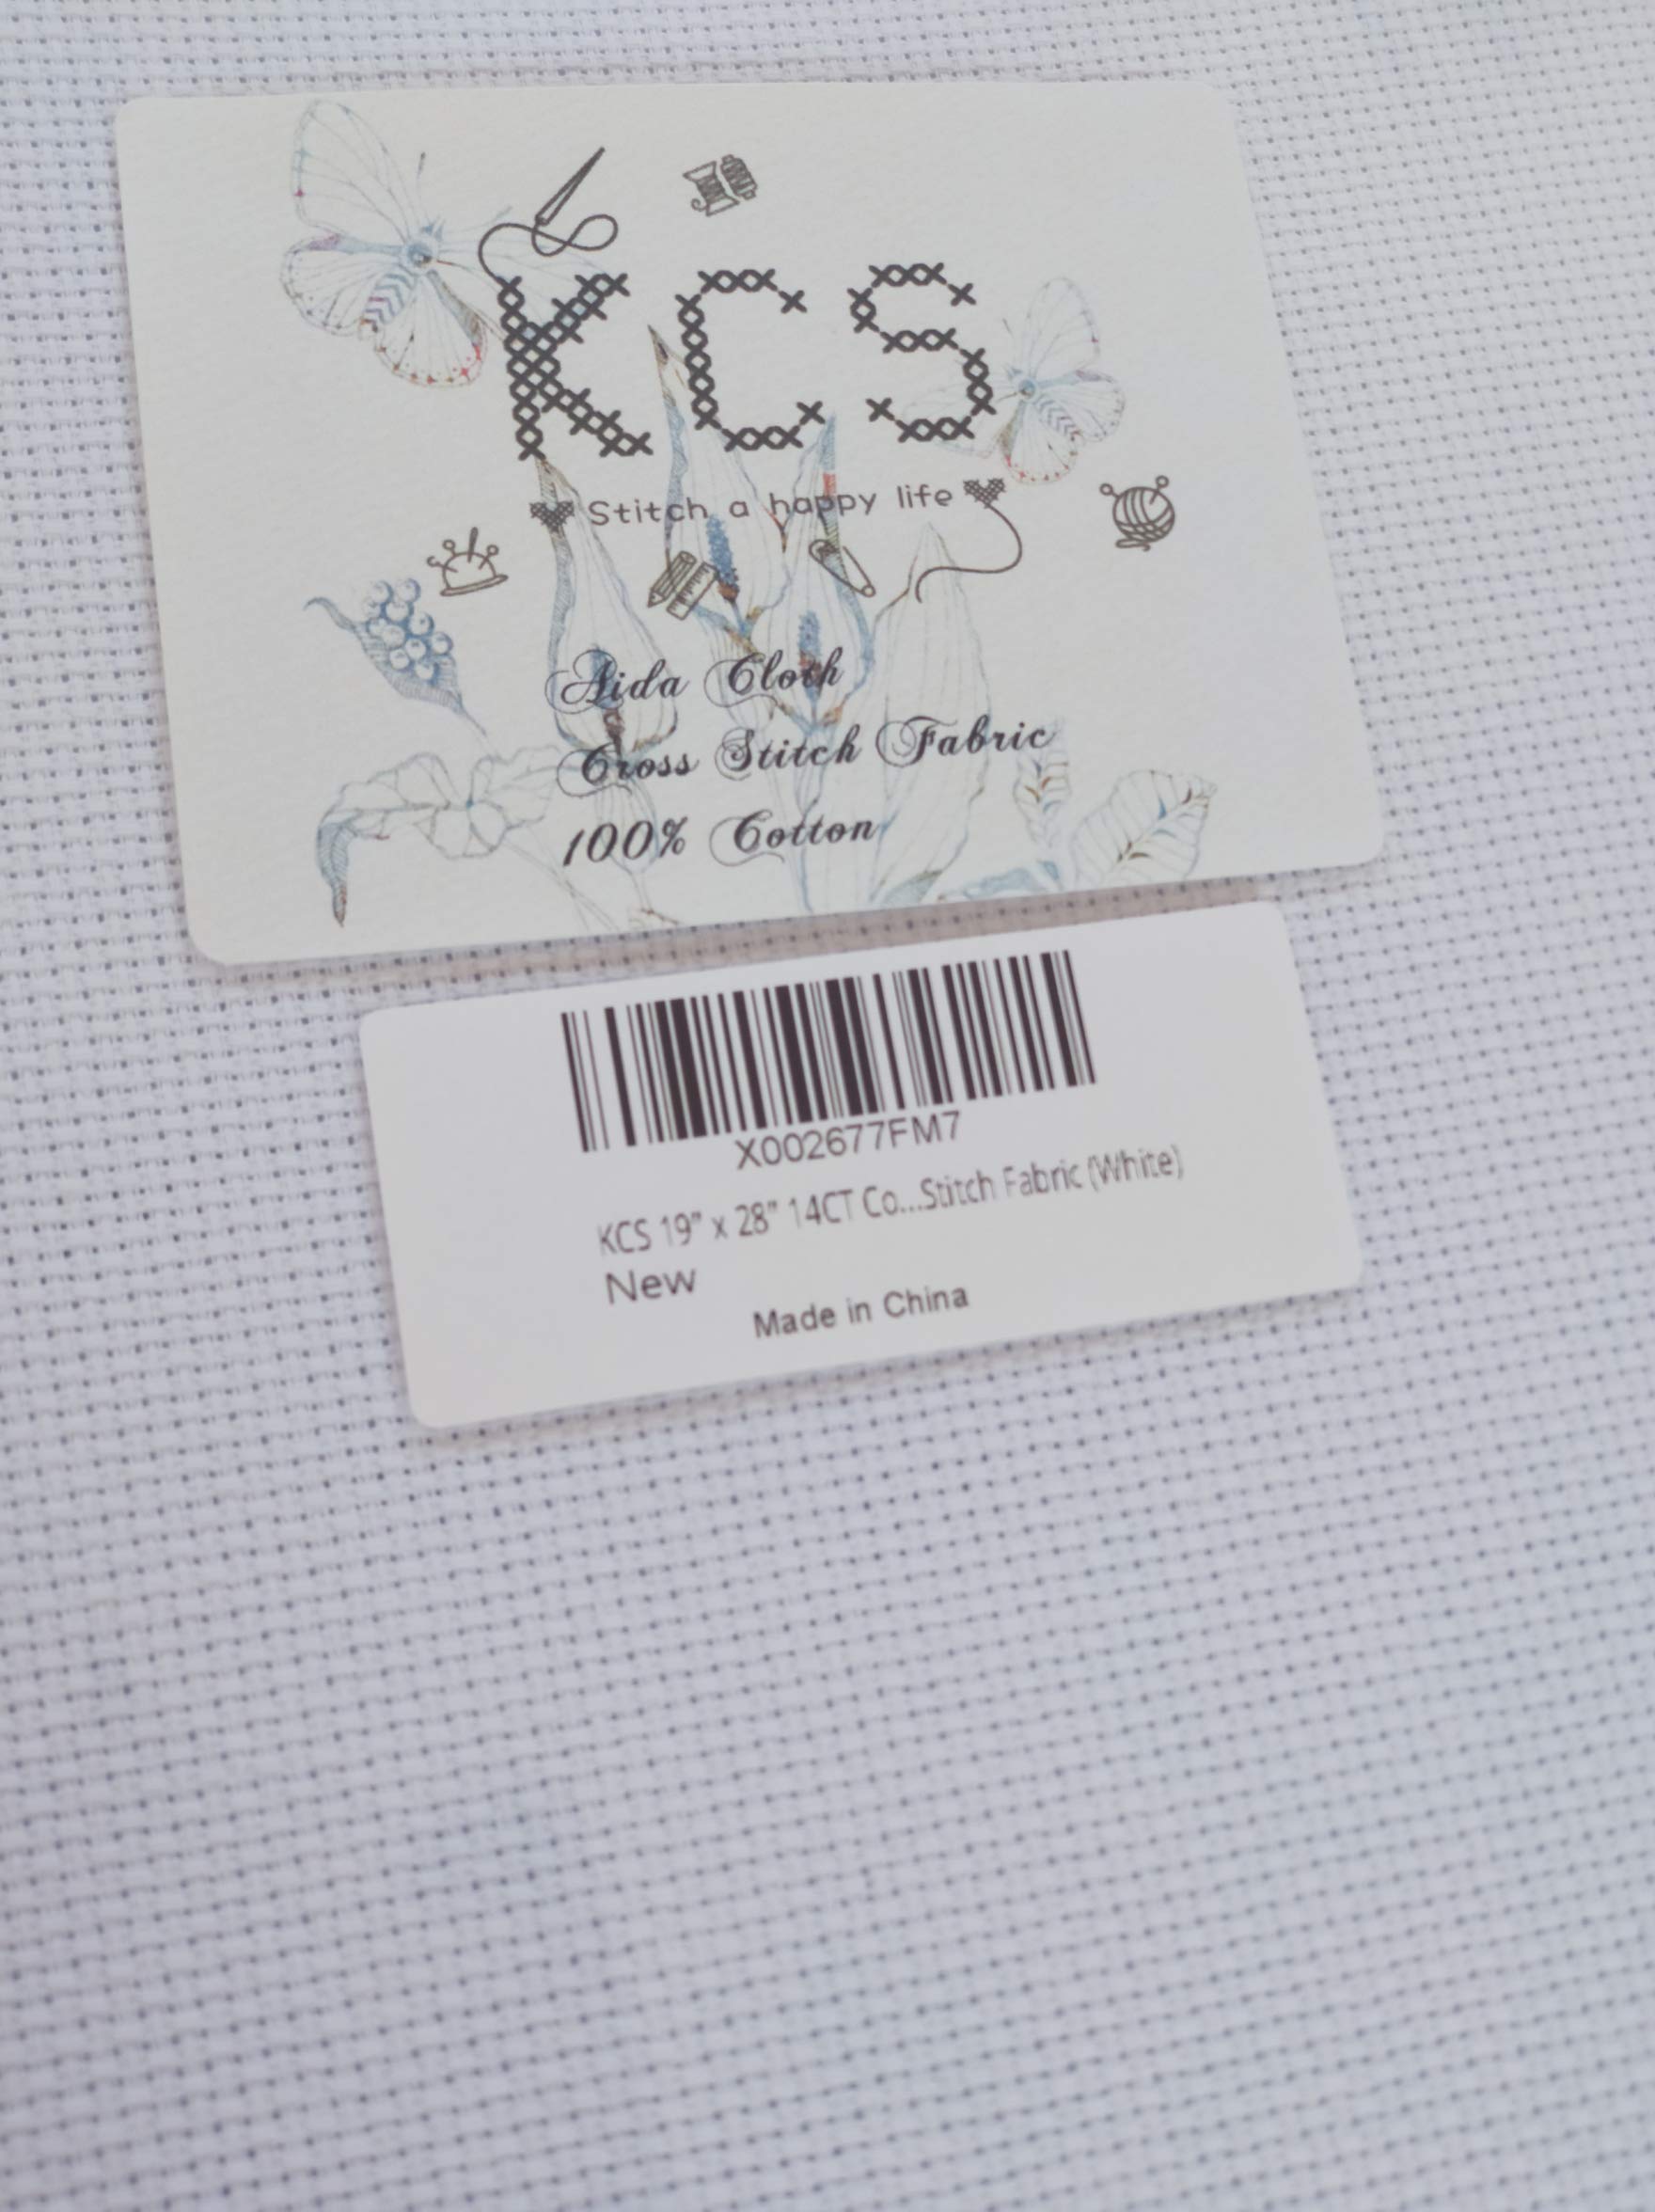 KCS
Stitch a happy life
Aida Cloth
Cross Stitch Fabric
100% Cotton
X002677FM7
KCS 19" x 28" 14CT Co...Stitch Fabric (White)
New
Made in China